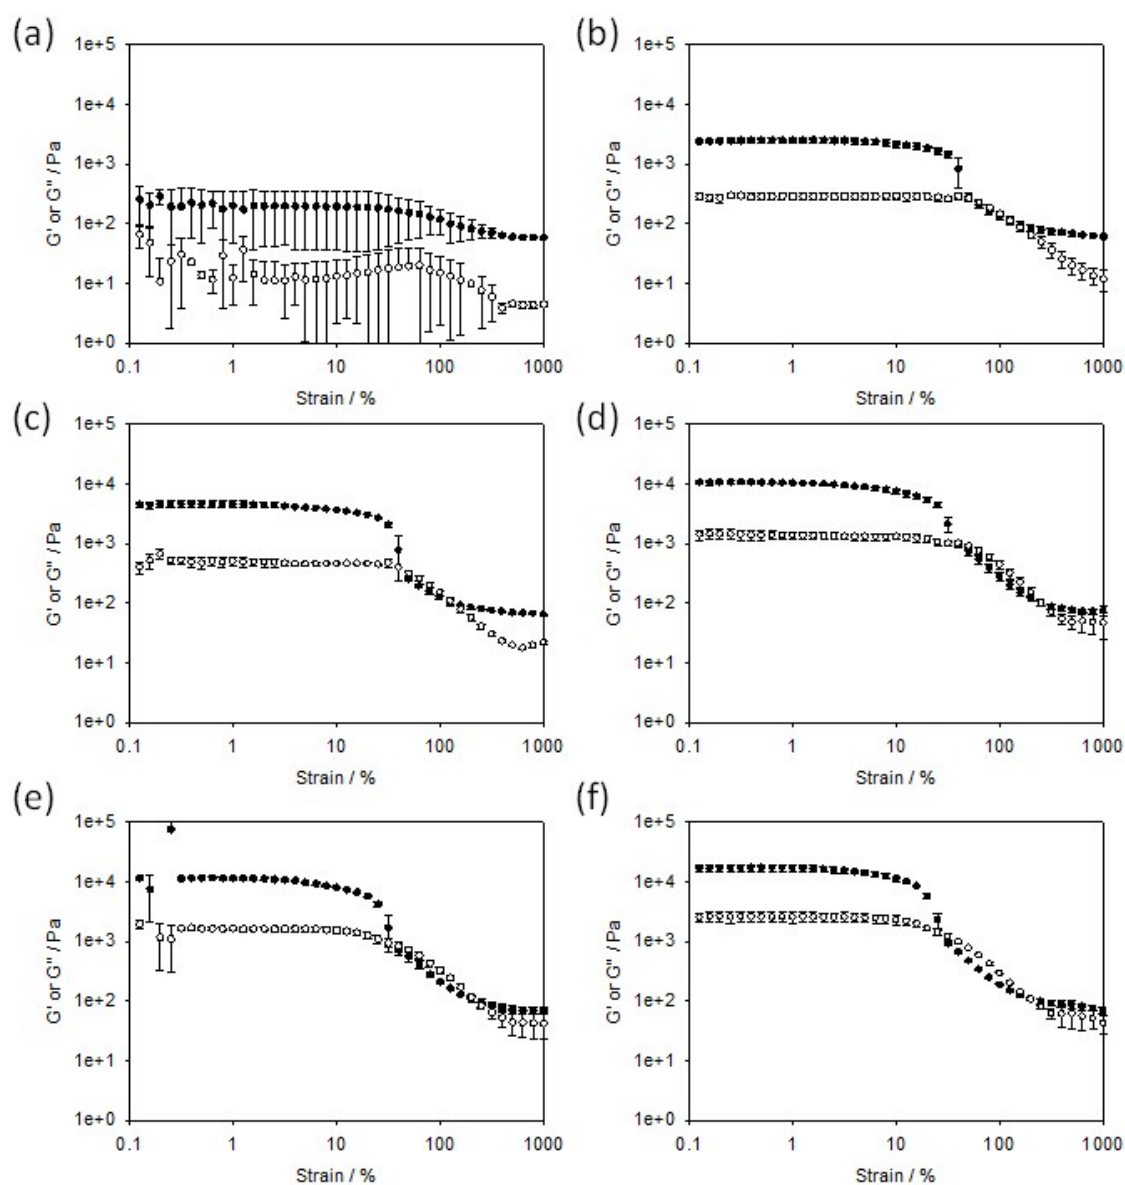 (a)
1e+5
1e+4
1e+3
1e+2
1e+1
1e+0
G' or G'' / Pa
0.1 1 10 100 1000
Strain / %
(b)
1e+5
1e+4
1e+3
1e+2
1e+1
1e+0
G' or G'' / Pa
0.1 1 10 100 1000
Strain / %
(c)
1e+5
1e+4
1e+3
1e+2
1e+1
1e+0
G' or G'' / Pa
0.1 1 10 100 1000
Strain / %
(d)
1e+5
1e+4
1e+3
1e+2
1e+1
1e+0
G' or G'' / Pa
0.1 1 10 100 1000
Strain / %
(e)
1e+5
1e+4
1e+3
1e+2
1e+1
1e+0
G' or G'' / Pa
0.1 1 10 100 1000
Strain / %
(f)
1e+5
1e+4
1e+3
1e+2
1e+1
1e+0
G' or G'' / Pa
0.1 1 10 100 1000
Strain / %